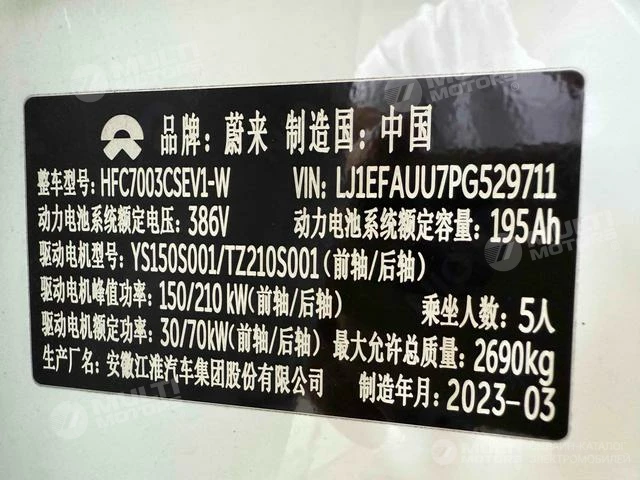 品牌: 蔚来 制造国: 中国
整车型号: HFC7003CSEV1-W VIN: LJ1EFAUU7PG529711
动力电池系统额定电压: 386V 动力电池系统额定容量: 195Ah
驱动电机型号: YS150S001/TZ210S001(前轴/后轴)
驱动电机峰值功率: 150/210 kW(前轴/后轴) 乘坐人数: 5人
驱动电机额定功率: 30/70kW(前轴/后轴) 最大允许总质量: 2690kg
生产厂名: 安徽江淮汽车集团股份有限公司 制造年月: 2023-03
MULTI MOTORS